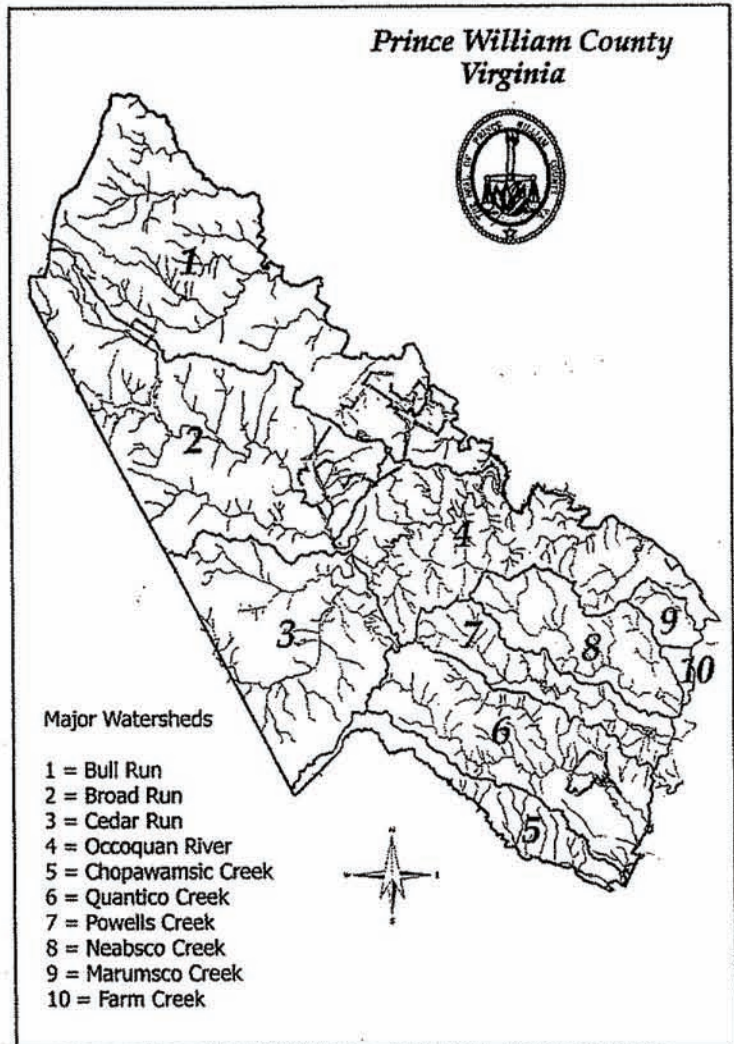 Prince William County
Virginia
1
2
3
4
5
6
7
8
9
10
Major Watersheds
1 = Bull Run
2 = Broad Run
3 = Cedar Run
4 = Occoquan River
5 = Chopawamsic Creek
6 = Quantico Creek
7 = Powells Creek
8 = Neabsco Creek
9 = Marumsco Creek
10 = Farm Creek